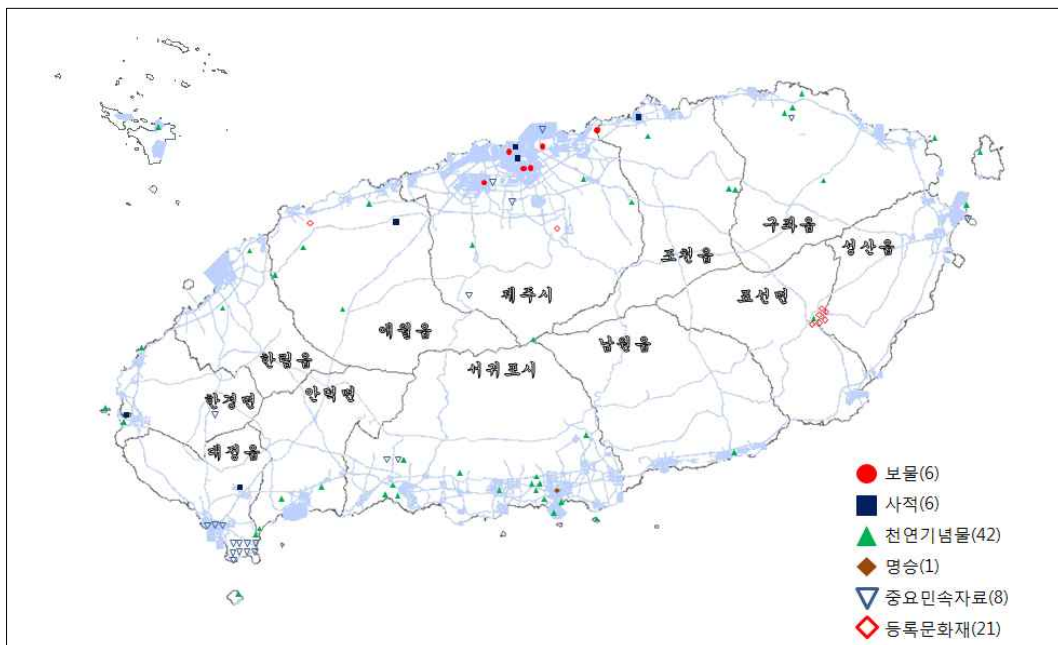 구좌읍
성산읍
조천읍
제주시
표선면
애월읍
남원읍
서귀포시
한림읍
안덕면
한경면
대정읍
보물(6)
사적(6)
천연기념물(42)
명승(1)
중요민속자료(8)
등록문화재(21)